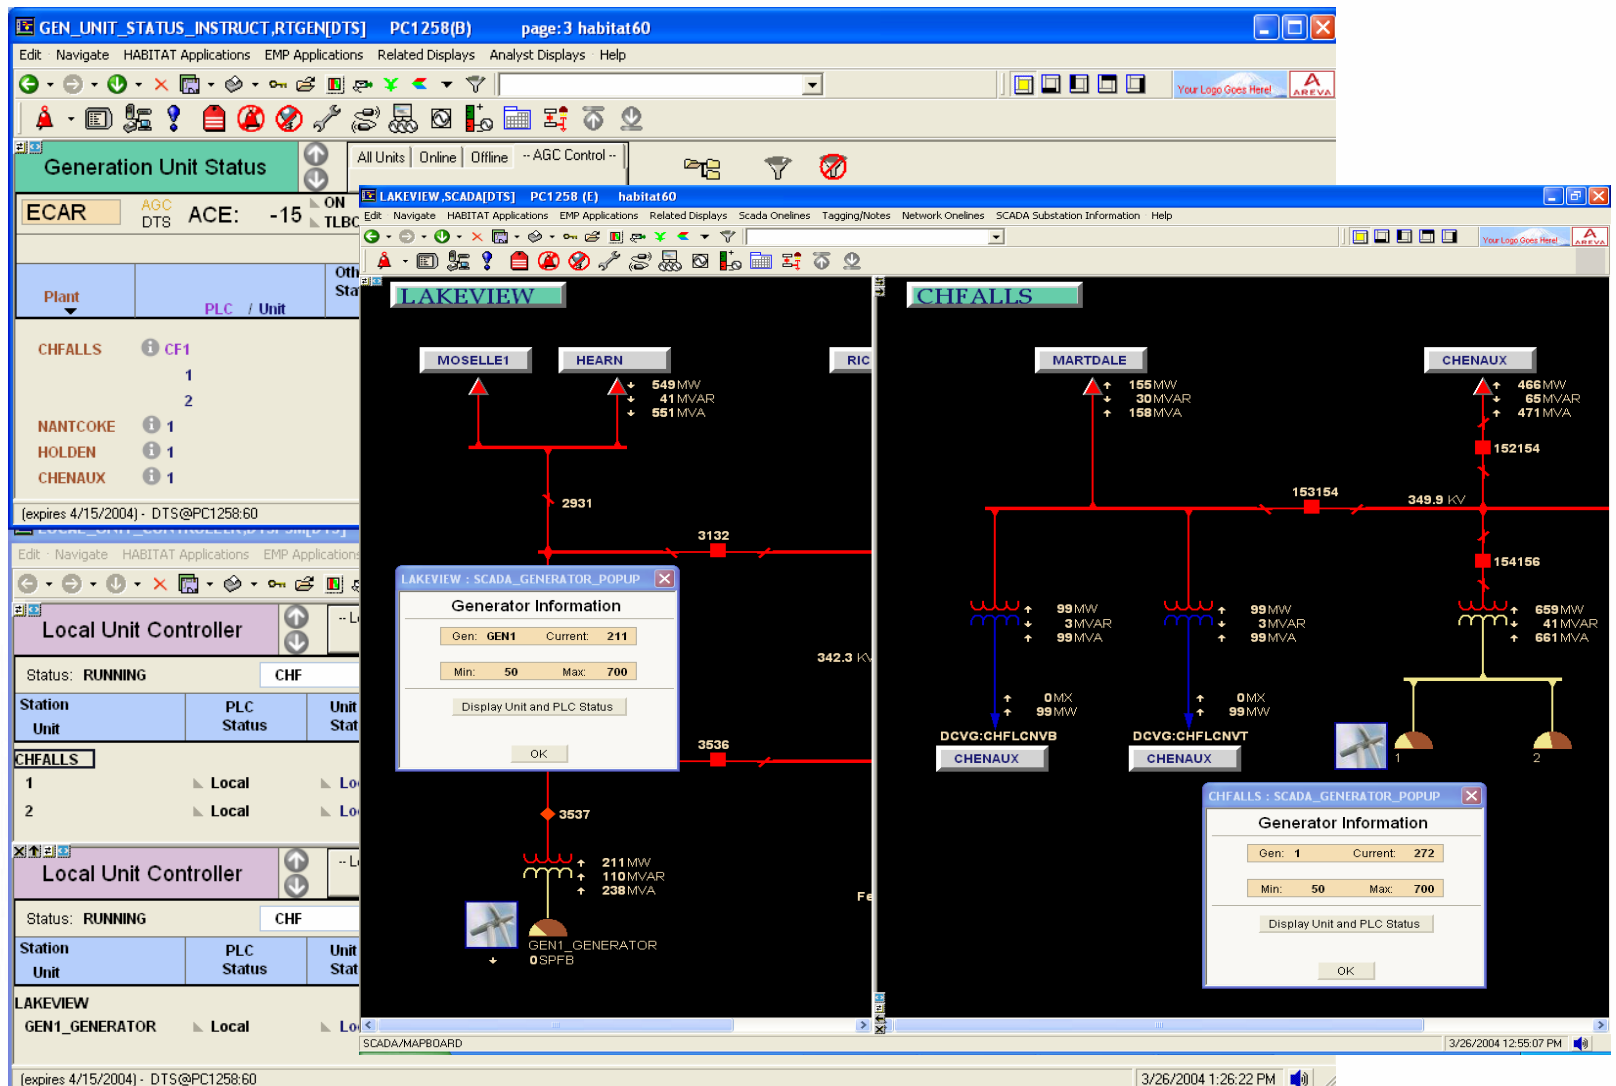 GEN_UNIT_STATUS_INSTRUCT,RTGEN[DTS] PC1258(B) page:3 habitat60
Edit Navigate HABITAT Applications EMP Applications Related Displays Analyst Displays Help
Your Logo Goes Here!
AREVA
Generation Unit Status
All Units Online Offline -- AGC Control --
ECAR
AGC
DTS
ACE: -15
ON
Plant
PLC / Unit
CHFALLS CF1
1
2
NANTCOKE 1
HOLDEN 1
CHENAUX 1
(expires 4/15/2004) - DTS@PC1258:60
Edit Navigate HABITAT Applications EMP Applications
Local Unit Controller
Status: RUNNING CHF
Station
Unit
PLC
Status
Unit
CHFALLS
1 Local
2 Local
Local Unit Controller
Status: RUNNING CHF
Station
Unit
PLC
Status
Unit
LAKEVIEW
GEN1_GENERATOR Local
(expires 4/15/2004) - DTS@PC1258:60
3/26/2004 1:26:22 PM
LAKEVIEW,SCADA[DTS] PC1258 (E) habitat60
Edit Navigate HABITAT Applications EMP Applications Related Displays Scada Onelines Tagging/Notes Network Onelines SCADA Substation Information Help
Your Logo Goes Here!
AREVA
LAKEVIEW
MOSELLE1
HEARN
RIC
549 MW
41 MVAR
551 MVA
2931
3132
LAKEVIEW : SCADA_GENERATOR_POPUP
Generator Information
Gen: GEN1 Current: 211
Min: 50 Max: 700
Display Unit and PLC Status
OK
342.3 KV
3536
3537
211 MW
110 MVAR
238 MVA
Fe
GEN1_GENERATOR
0 SPFB
CHFALLS
MARTDALE
155 MW
30 MVAR
158 MVA
CHENAUX
466 MW
65 MVAR
471 MVA
152154
153154
349.9 KV
154156
99 MW
3 MVAR
99 MVA
99 MW
3 MVAR
99 MVA
659 MW
41 MVAR
661 MVA
0 MX
99 MW
0 MX
99 MW
DCVG:CHFLCNVB
CHENAUX
DCVG:CHFLCNVT
CHENAUX
1
2
CHFALLS : SCADA_GENERATOR_POPUP
Generator Information
Gen: 1 Current: 272
Min: 50 Max: 700
Display Unit and PLC Status
OK
SCADA/MAPBOARD
3/26/2004 12:55:07 PM